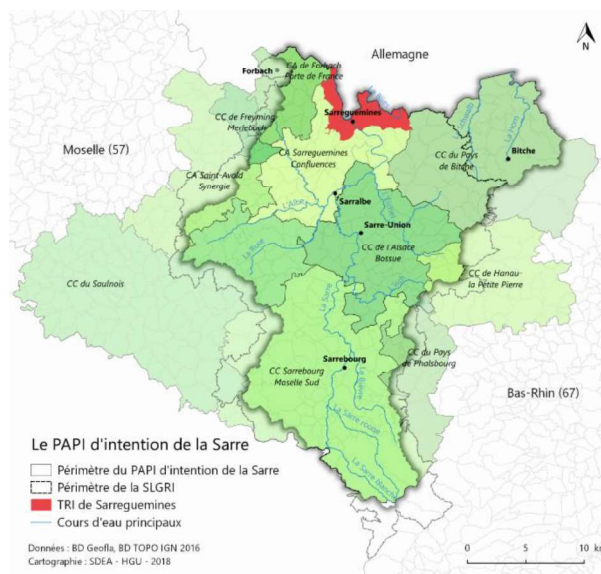 Allemagne
N
CA de Forbach
Porte de France
Forbach
Sarreguemines
CC de Freyming
Merlebach
Moselle (57)
CA Sarreguemines
Confluences
CC du Pays
de Bitche
Bitche
CA Saint-Avold
Synergie
Sarralbe
L'Albe
Sarre-Union
CC de l'Alsace
Bossue
La Rose
CC du Saulnois
CC de Hanau-
la Petite Pierre
La Sarre
Sarrebourg
CC Sarrebourg
Moselle Sud
CC du Pays
de Phalsbourg
La Bièvre
Bas-Rhin (67)
La Sarre rouge
La Sarre blanche
Le PAPI d'intention de la Sarre
Périmètre du PAPI d'intention de la Sarre
Périmètre de la SLGRI
TRI de Sarreguemines
Cours d'eau principaux
Données : BD Geofla, BD TOPO IGN 2016
Cartographie : SDEA - HGU - 2018
0 5 10 k